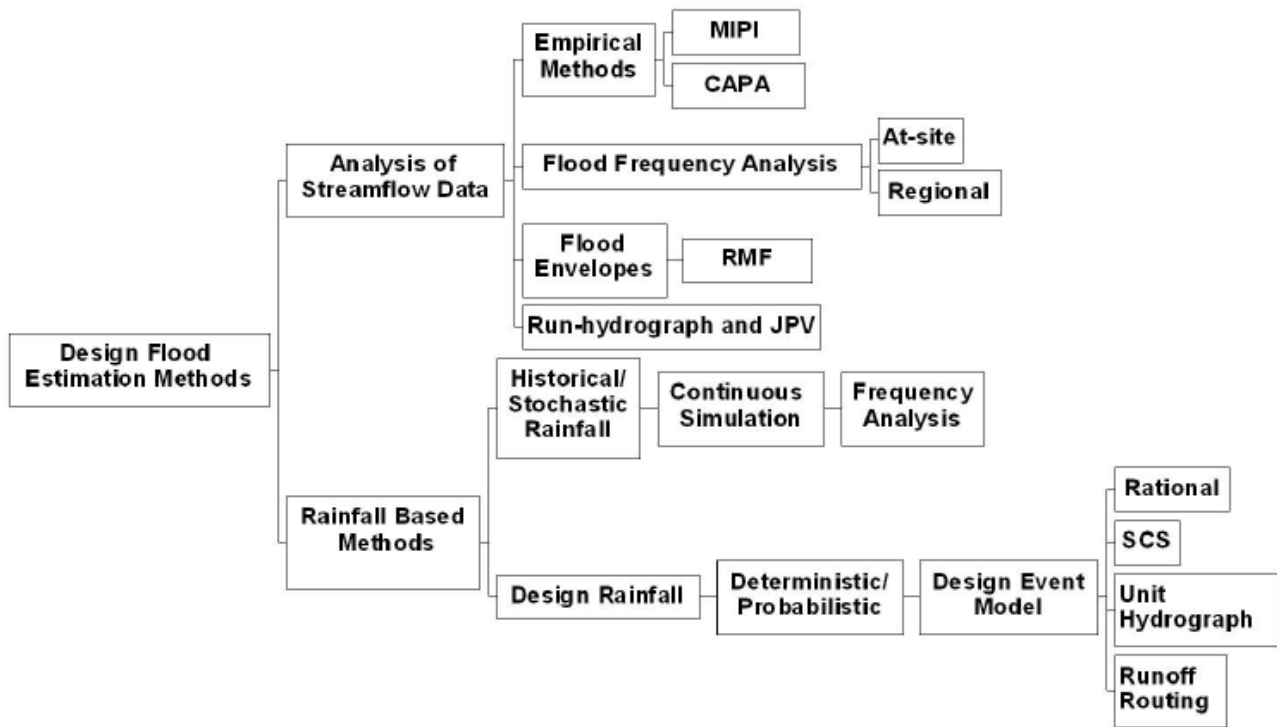 Design Flood
Estimation Methods
Analysis of
Streamflow Data
Empirical
Methods
MIPI
CAPA
Flood Frequency Analysis
At-site
Regional
Flood
Envelopes
RMF
Run-hydrograph and JPV
Rainfall Based
Methods
Historical/
Stochastic
Rainfall
Continuous
Simulation
Frequency
Analysis
Design Rainfall
Deterministic/
Probabilistic
Design Event
Model
Rational
SCS
Unit
Hydrograph
Runoff
Routing